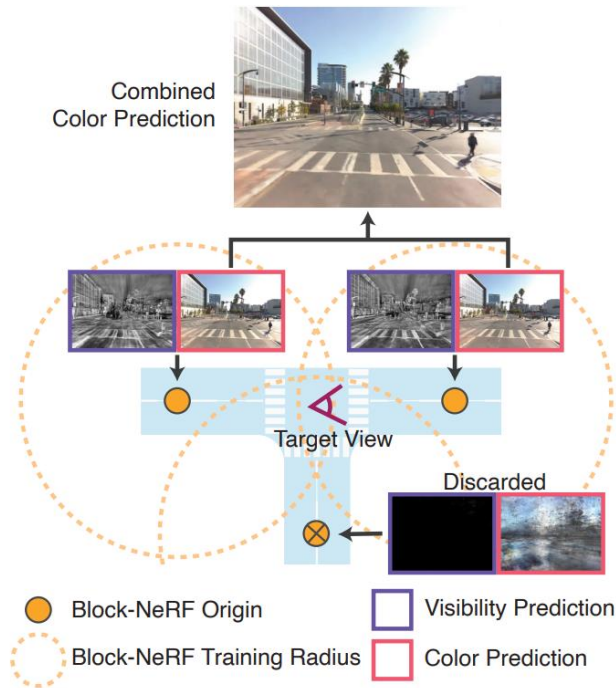 Combined
Color Prediction
Target View
Discarded
Block-NeRF Origin
Visibility Prediction
Block-NeRF Training Radius
Color Prediction